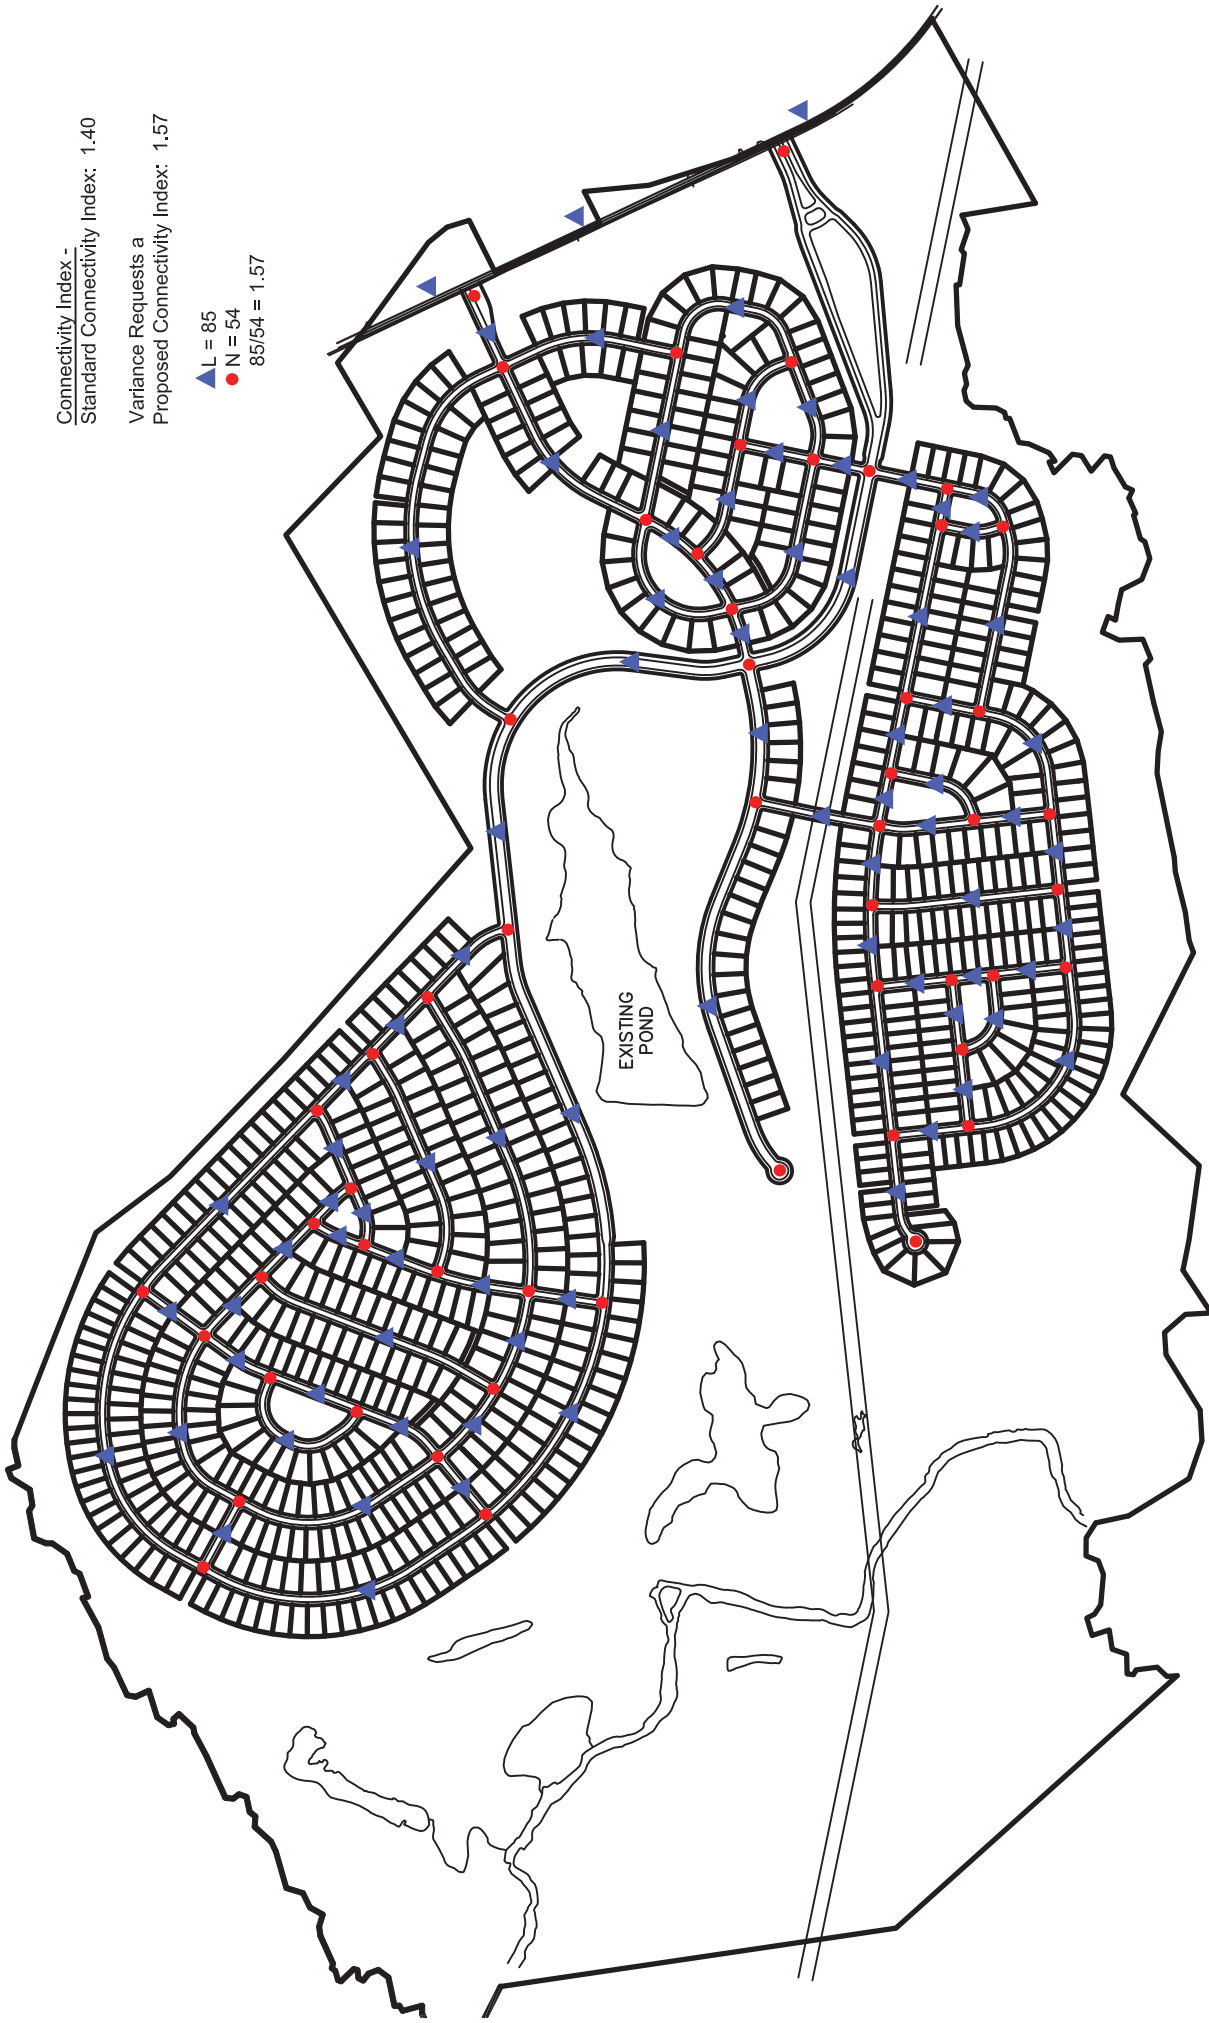 Connectivity Index -
Standard Connectivity Index: 1.40
Variance Requests a
Proposed Connectivity Index: 1.57
L = 85
N = 54
85/54 = 1.57
EXISTING
POND